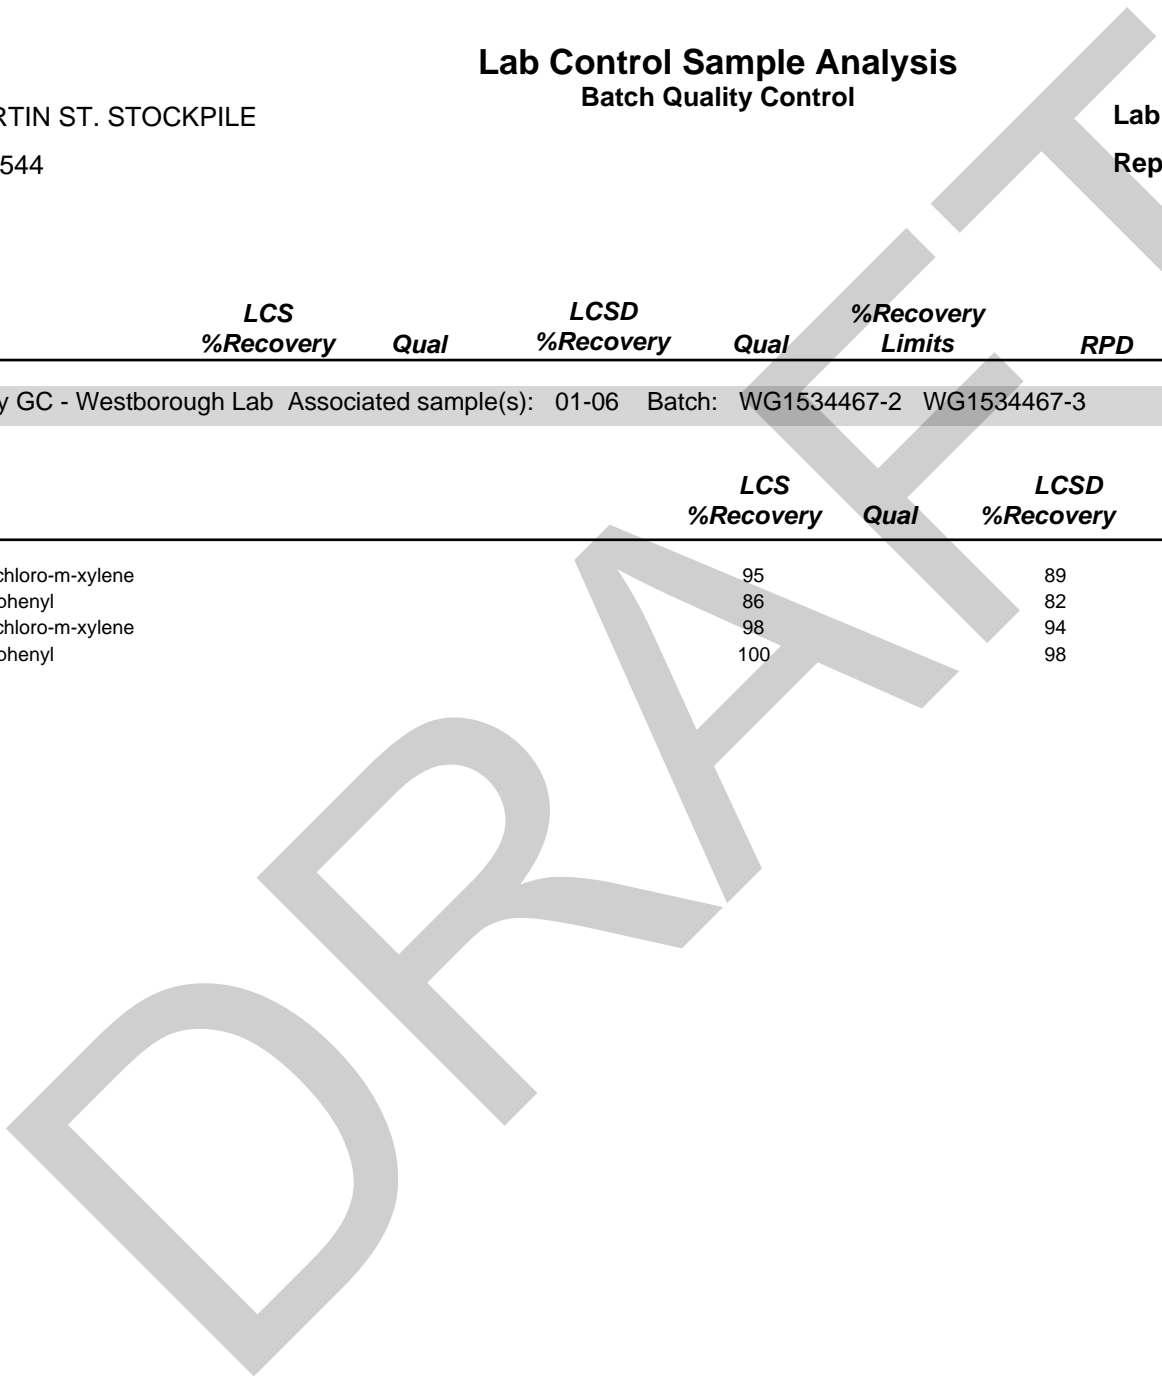 Lab Control Sample Analysis
Batch Quality Control
RTIN ST. STOCKPILE
Lab
544
Rep
LCS %Recovery Qual LCSD %Recovery Qual %Recovery Limits RPD
y GC - Westborough Lab Associated sample(s): 01-06 Batch: WG1534467-2 WG1534467-3
LCS %Recovery Qual LCSD %Recovery
chloro-m-xylene 95 89
phenyl 86 82
chloro-m-xylene 98 94
phenyl 100 98
DRAFT